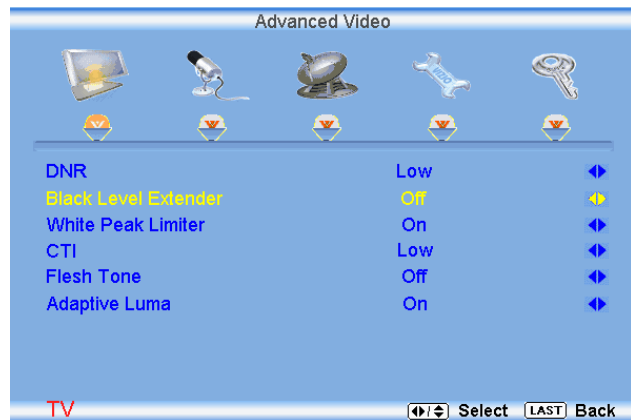 Advanced Video
VIZIO
DNR Low
Black Level Extender Off
White Peak Limiter On
CTI Low
Flesh Tone Off
Adaptive Luma On
TV Select LAST Back